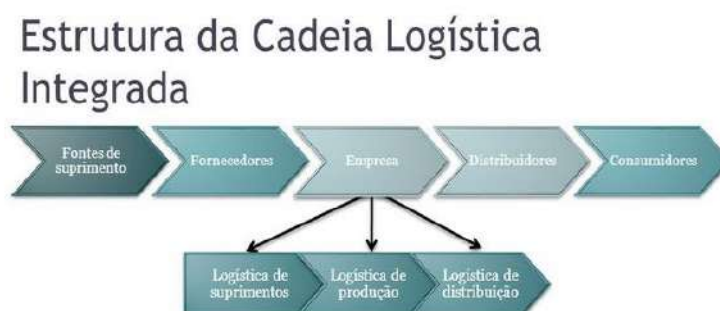 Estrutura da Cadeia Logística
Integrada
Fontes de
suprimento
Fornecedores
Empresa
Distribuidores
Consumidores
Logística de
suprimentos
Logística de
produção
Logística de
distribuição